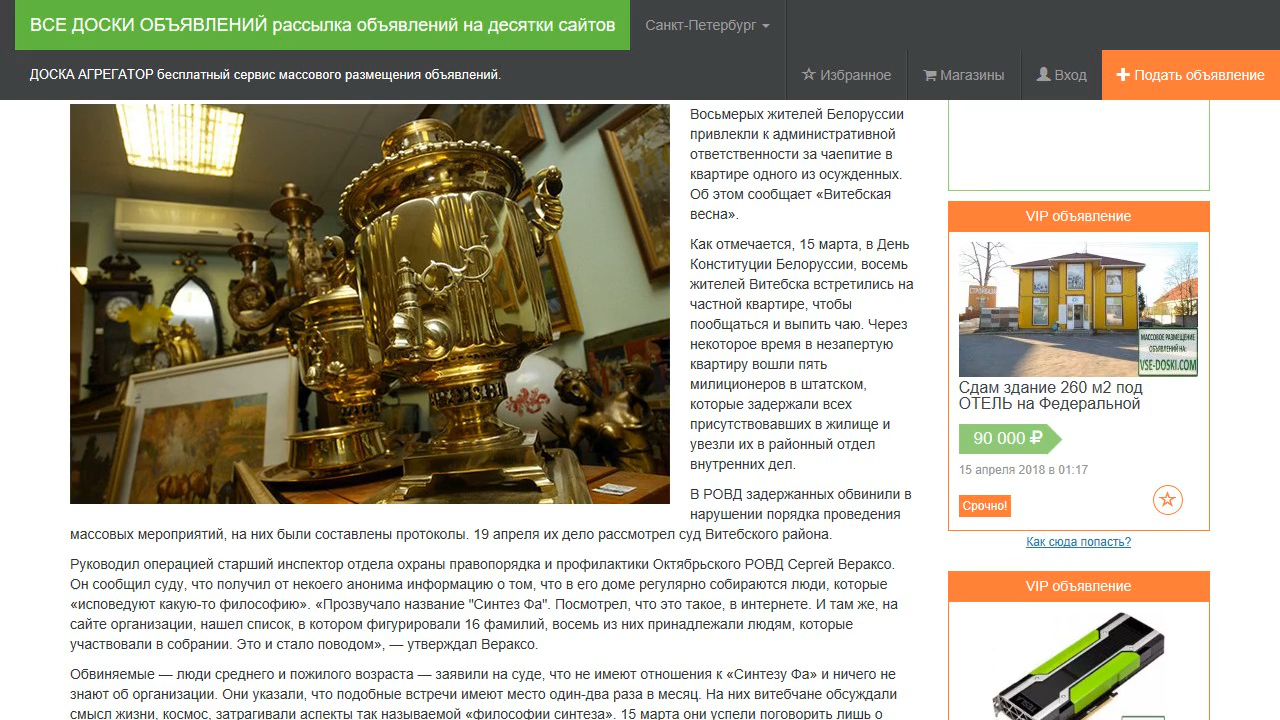 ВСЕ ДОСКИ ОБЪЯВЛЕНИЙ рассылка объявлений на десятки сайтов
Санкт-Петербург
ДОСКА АГРЕГАТОР бесплатный сервис массового размещения объявлений.
Избранное
Магазины
Вход
Подать объявление
Восьмерых жителей Белоруссии
привлекли к административной
ответственности за чаепитие в
квартире одного из осужденных.
Об этом сообщает «Витебская
весна».
Как отмечается, 15 марта, в День
Конституции Белоруссии, восемь
жителей Витебска встретились на
частной квартире, чтобы
пообщаться и выпить чаю. Через
некоторое время в незапертую
квартиру вошли пять
милиционеров в штатском,
которые задержали всех
присутствовавших в жилище и
увезли их в районный отдел
внутренних дел.
В РОВД задержанных обвинили в
нарушении порядка проведения
массовых мероприятий, на них были составлены протоколы. 19 апреля их дело рассмотрел суд Витебского района.
Руководил операцией старший инспектор отдела охраны правопорядка и профилактики Октябрьского РОВД Сергей Вераксо.
Он сообщил суду, что получил от некоего анонима информацию о том, что в его доме регулярно собираются люди, которые
«исповедуют какую-то философию». «Прозвучало название "Синтез Фа". Посмотрел, что это такое, в интернете. И там же, на
сайте организации, нашел список, в котором фигурировали 16 фамилий, восемь из них принадлежали людям, которые
участвовали в собрании. Это и стало поводом», — утверждал Вераксо.
Обвиняемые — люди среднего и пожилого возраста — заявили на суде, что не имеют отношения к «Синтезу Фа» и ничего не
знают об организации. Они указали, что подобные встречи имеют место один-два раза в месяц. На них витебчане обсуждали
смысл жизни, космос, затрагивали аспекты так называемой «философии синтеза». 15 марта они успели поговорить лишь о
VIP объявление
МАССОВОЕ РАЗМЕЩЕНИЕ
ОБЪЯВЛЕНИЙ НА:
VSE-DOSKI.COM
Сдам здание 260 м2 под
ОТЕЛЬ на Федеральной
90 000 ₽
15 апреля 2018 в 01:17
Срочно!
Как сюда попасть?
VIP объявление